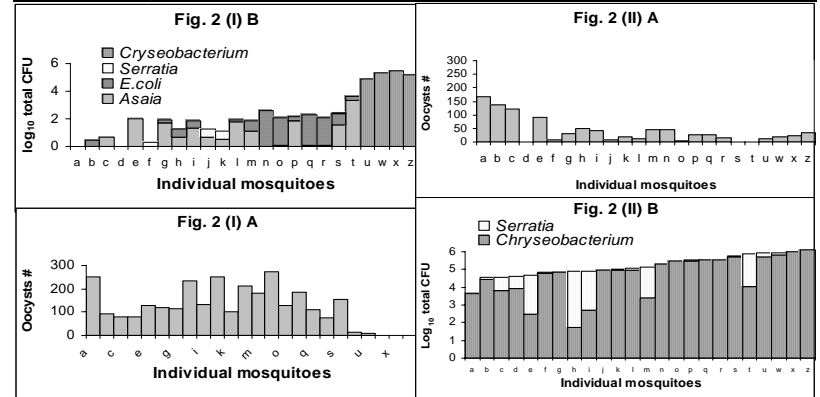 Fig. 2 (I) B
Cryseobacterium
Serratia
E.coli
Asaia
log10 total CFU
6
4
2
0
a b c d e f g h i j k l m n o p q r s t u w x z
Individual mosquitoes
Fig. 2 (II) A
Oocysts #
300
250
200
150
100
50
0
a b c d e f g h i j k l m n o p q r s t u w x z
Individual mosquitoes
Fig. 2 (I) A
Oocysts #
300
200
100
0
a c e g i k m o q s u x
Individual mosquitoes
Fig. 2 (II) B
Serratia
Chryseobacterium
Log10 total CFU
6
5
4
3
2
1
0
a b c d e f g h i j k l m n o p q r s t u w x z
Individual mosquitoes